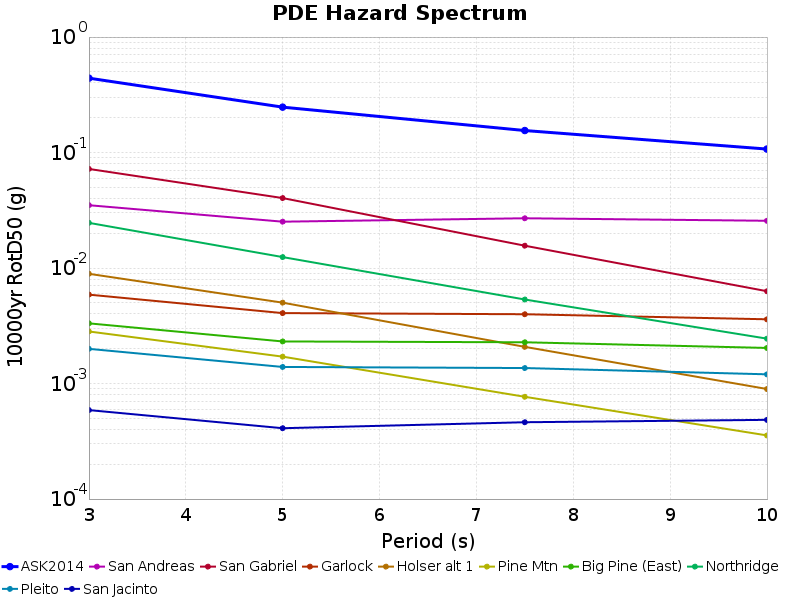 PDE Hazard Spectrum
10000yr RotD50 (g)
10^0
10^-1
10^-2
10^-3
10^-4
3 4 5 6 7 8 9 10
Period (s)
ASK2014 San Andreas San Gabriel Garlock Holser alt 1 Pine Mtn Big Pine (East) Northridge
Pleito San Jacinto